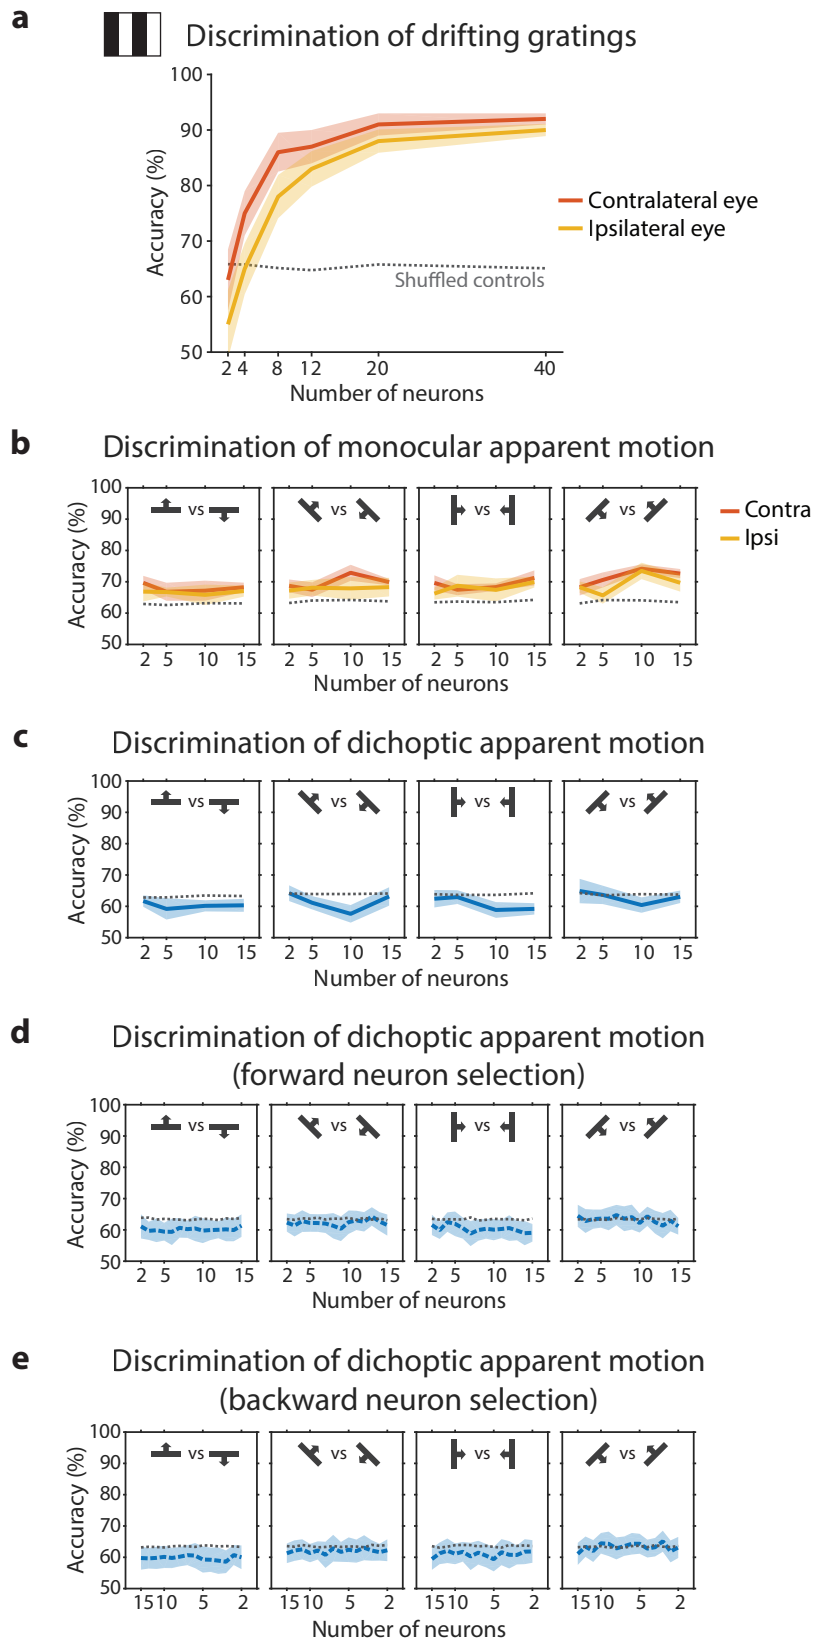 a
Discrimination of drifting gratings
100
90
80
70
60
50
Accuracy (%)
Contralateral eye
Ipsilateral eye
Shuffled controls
2 4 8 12 20 40
Number of neurons
b
Discrimination of monocular apparent motion
100
90
80
70
60
50
Accuracy (%)
vs vs vs vs
Contra
Ipsi
2 5 10 15 2 5 10 15 2 5 10 15 2 5 10 15
Number of neurons
c
Discrimination of dichoptic apparent motion
100
90
80
70
60
50
Accuracy (%)
vs vs vs vs
2 5 10 15 2 5 10 15 2 5 10 15 2 5 10 15
Number of neurons
d
Discrimination of dichoptic apparent motion
(forward neuron selection)
100
90
80
70
60
50
Accuracy (%)
vs vs vs vs
2 5 10 15 2 5 10 15 2 5 10 15 2 5 10 15
Number of neurons
e
Discrimination of dichoptic apparent motion
(backward neuron selection)
100
90
80
70
60
50
Accuracy (%)
vs vs vs vs
15 10 5 2 15 10 5 2 15 10 5 2 15 10 5 2
Number of neurons